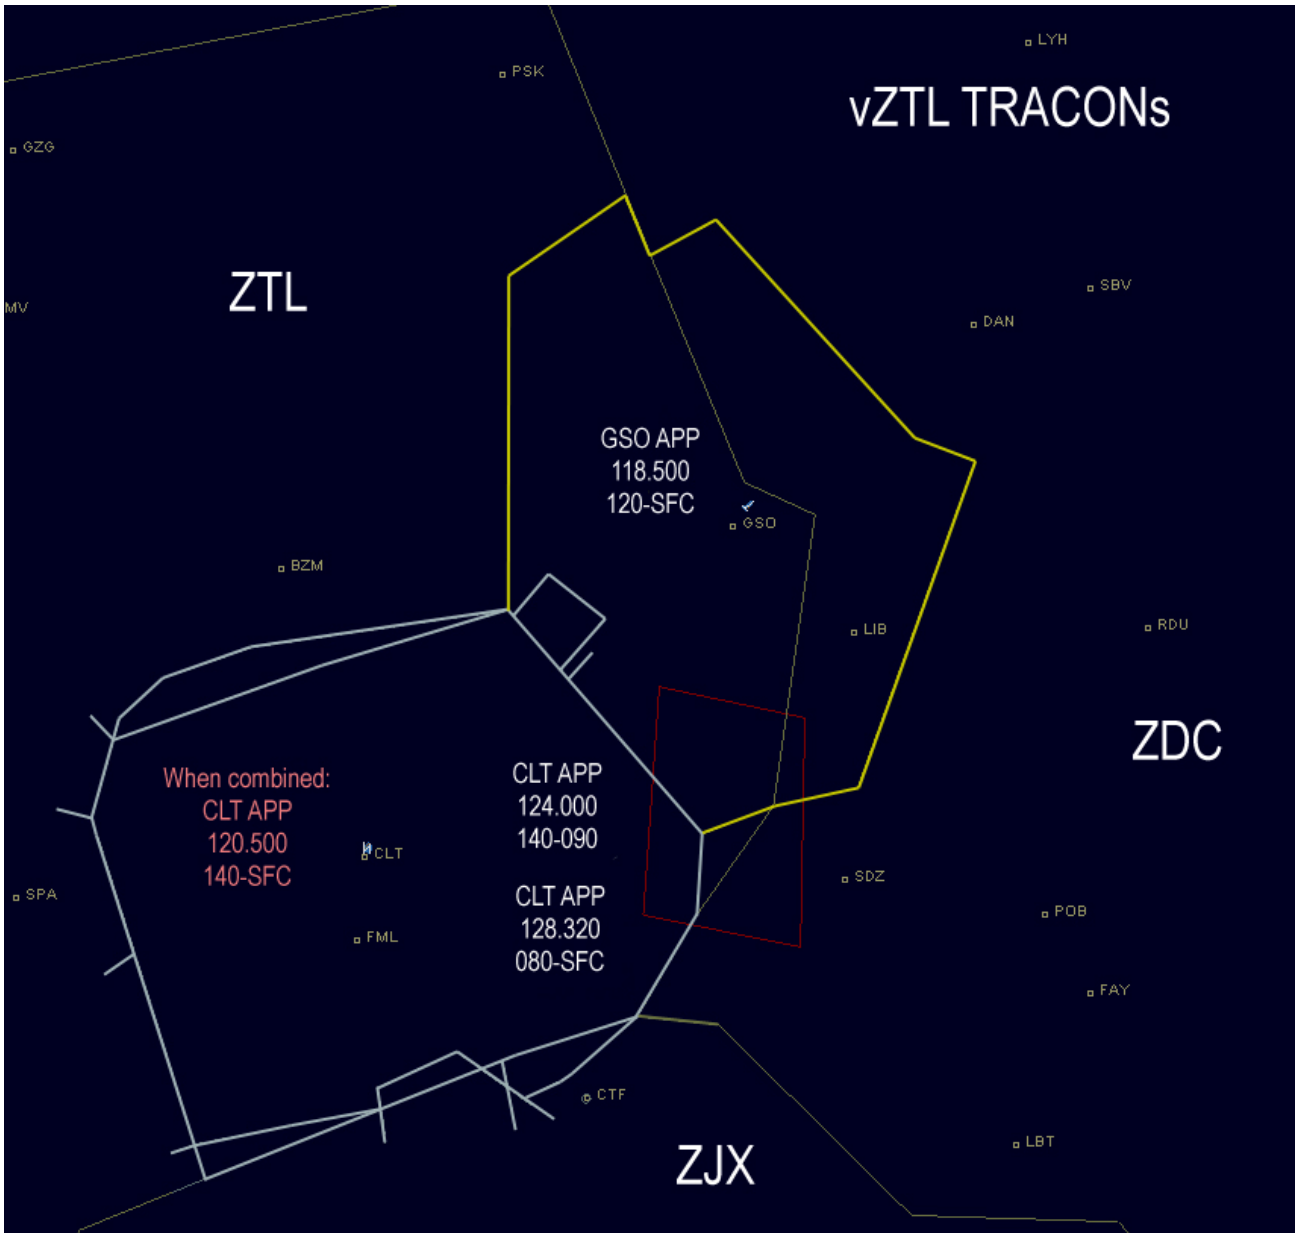 LYH
PSK
vZTL TRACONs
GZG
ZTL
SBV
MV
DAN
GSO APP
118.500
120-SFC
GSO
BZM
LIB
RDU
ZDC
When combined:
CLT APP
120.500
140-SFC
CLT APP
124.000
140-090
CLT
CLT APP
128.320
080-SFC
SDZ
SPA
POB
FML
FAY
CTF
LBT
ZJX